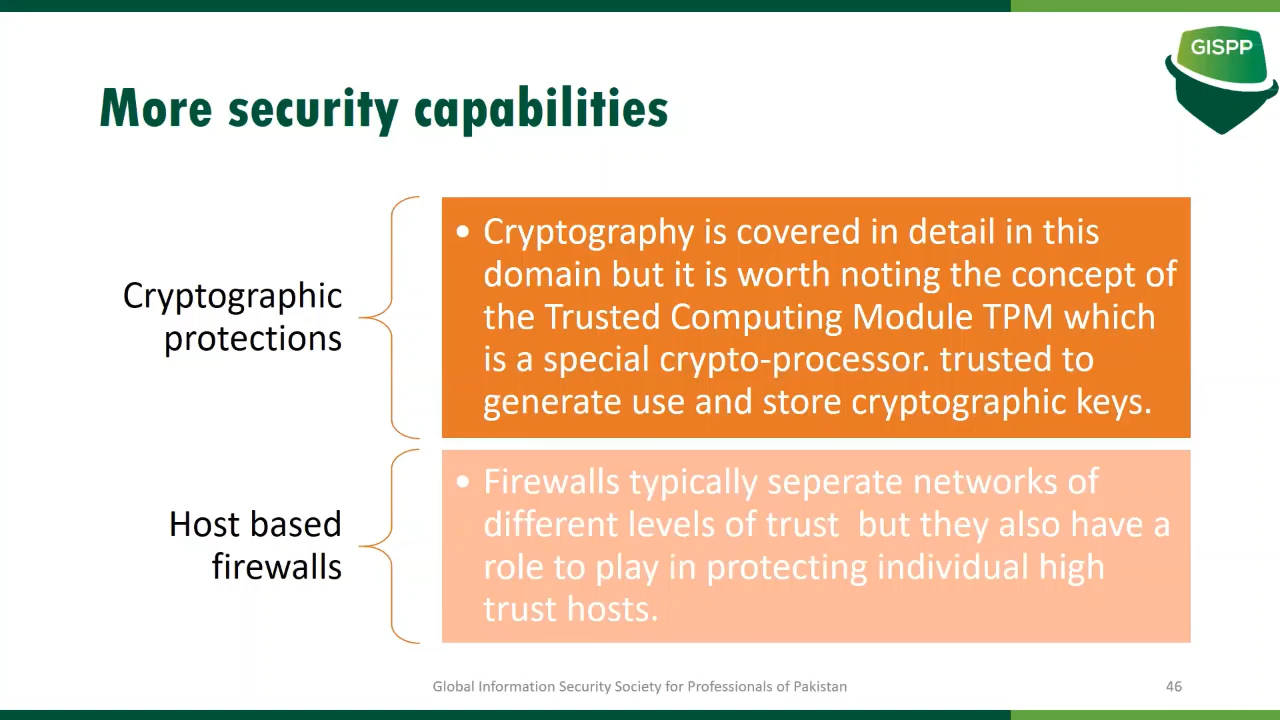 GISPP
More security capabilities
Cryptographic
protections
• Cryptography is covered in detail in this
domain but it is worth noting the concept of
the Trusted Computing Module TPM which
is a special crypto-processor. trusted to
generate use and store cryptographic keys.
Host based
firewalls
• Firewalls typically seperate networks of
different levels of trust  but they also have a
role to play in protecting individual high
trust hosts.
Global Information Security Society for Professionals of Pakistan
46